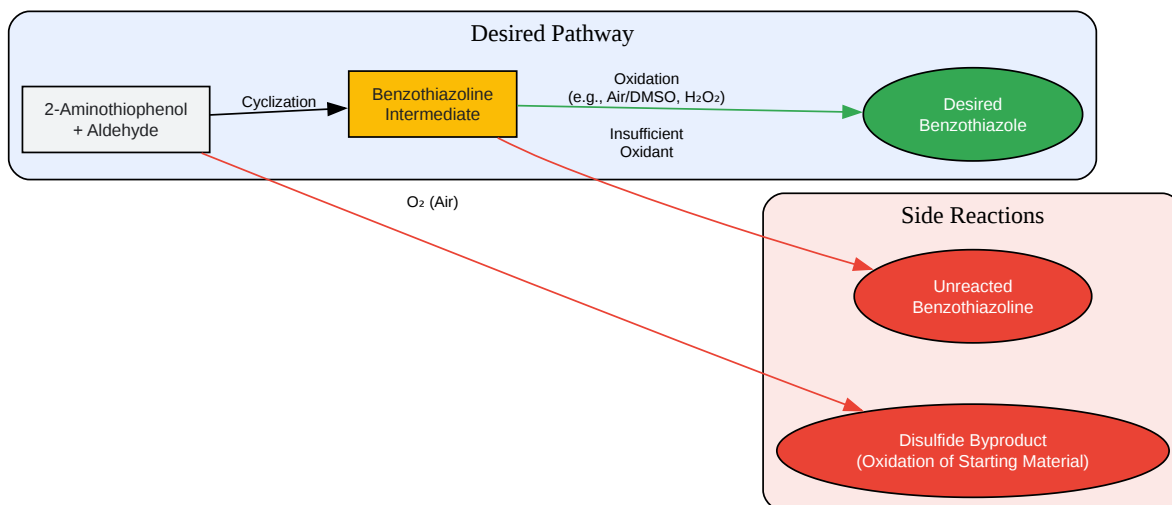 Desired Pathway
2-Aminothiophenol
+ Aldehyde
Cyclization
Benzothiazoline
Intermediate
Oxidation
(e.g., Air/DMSO, H₂O₂)
Desired
Benzothiazole
Insufficient
Oxidant
O₂ (Air)
Side Reactions
Unreacted
Benzothiazoline
Disulfide Byproduct
(Oxidation of Starting Material)